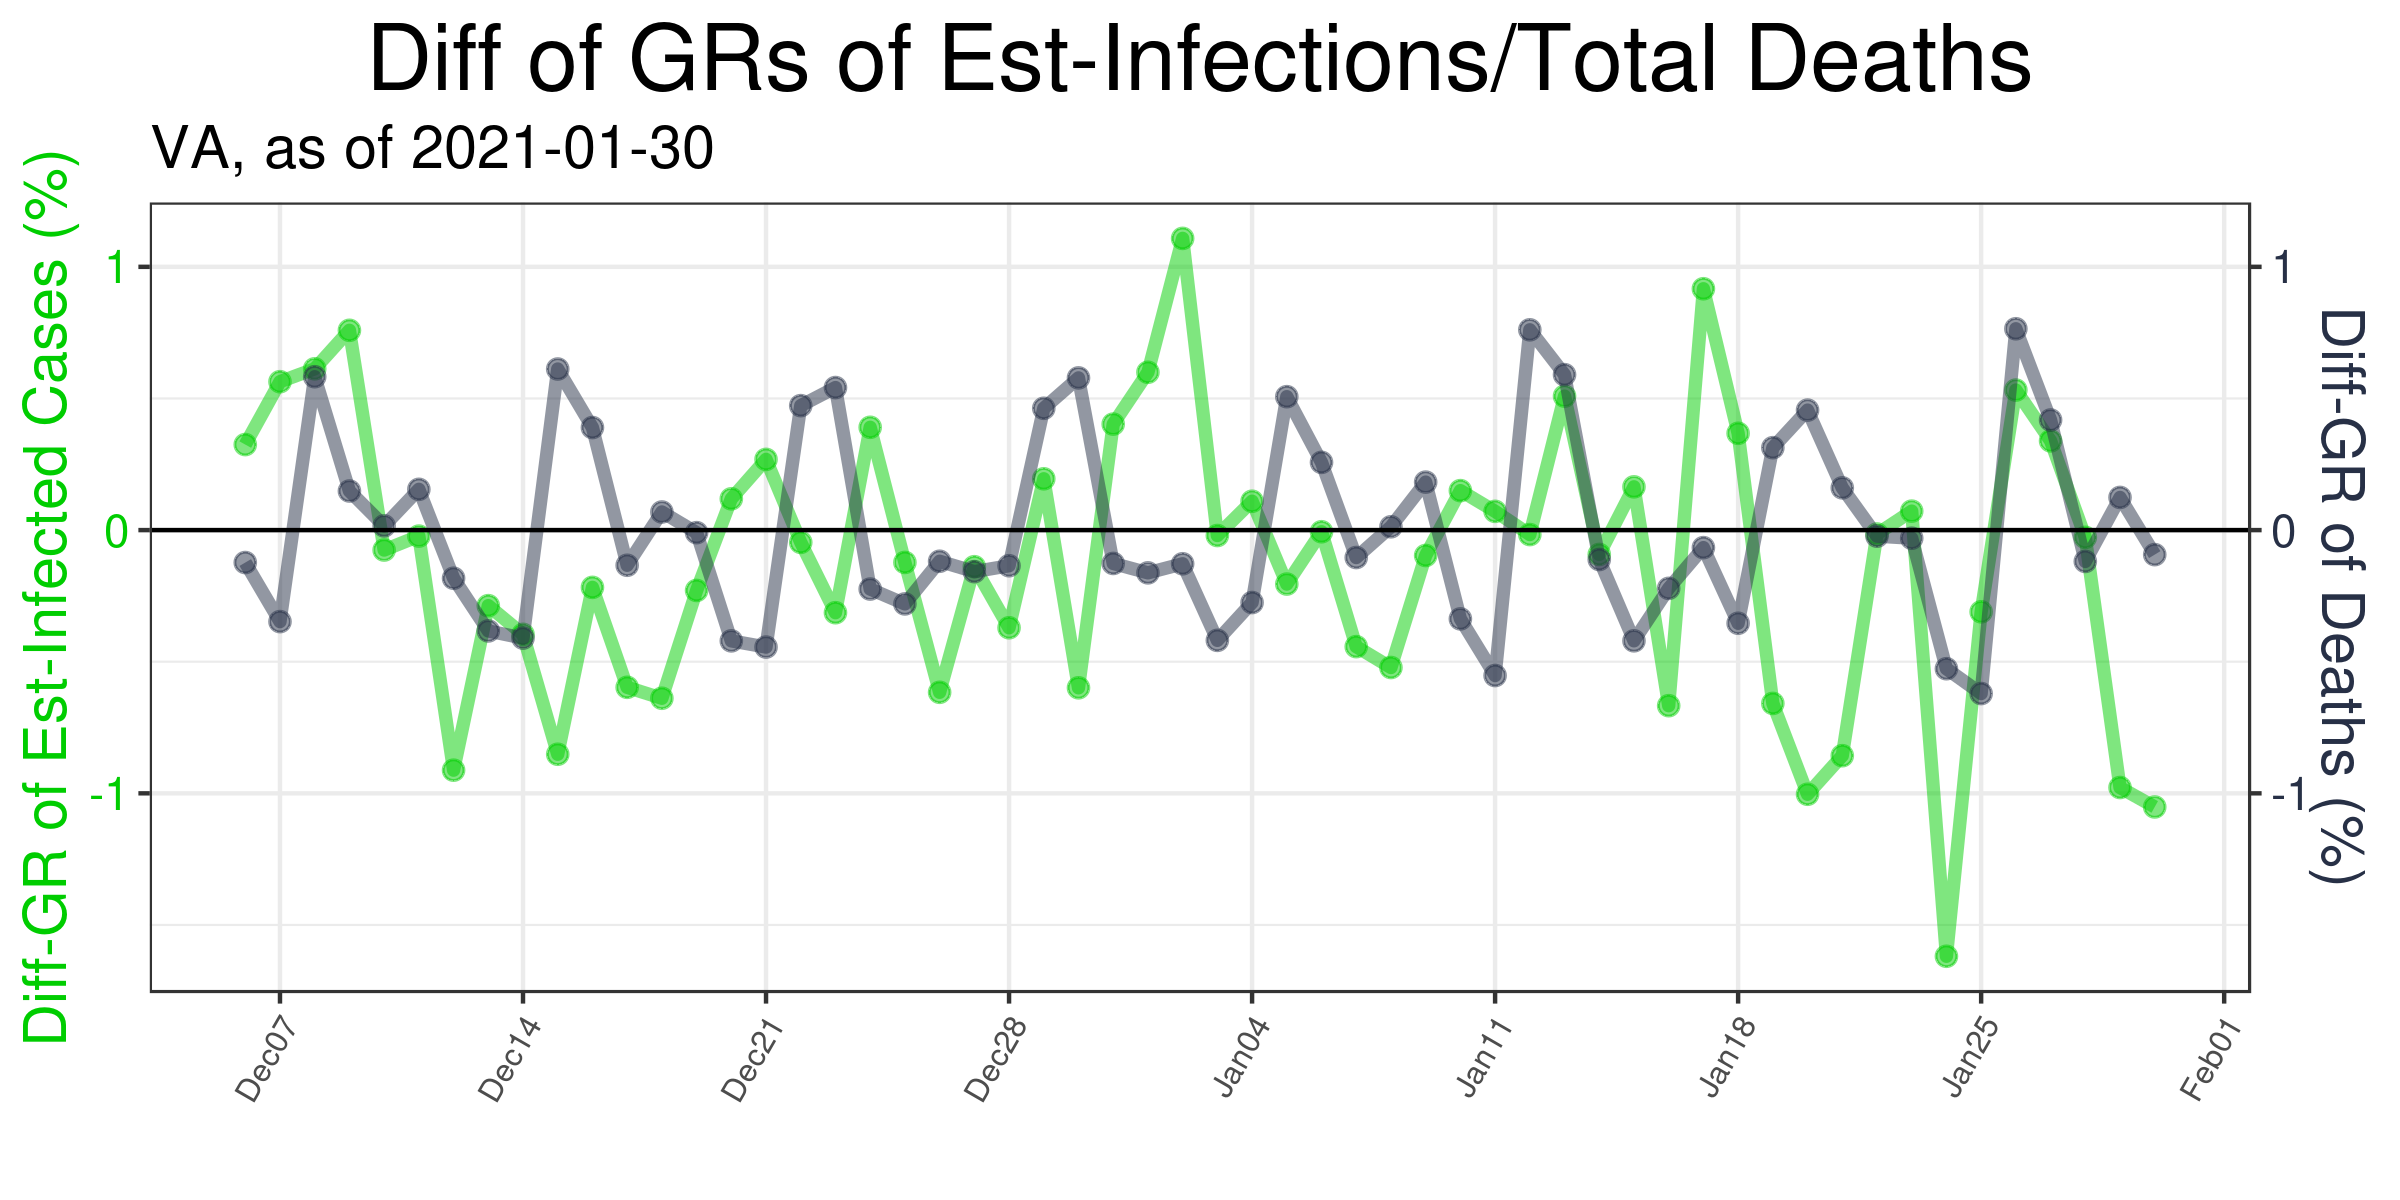 Diff of GRs of Est-Infections/Total Deaths
VA, as of 2021-01-30
Diff-GR of Est-Infected Cases (%)
1
0
-1
1
0
-1
Diff-GR of Deaths (%)
Dec07
Dec14
Dec21
Dec28
Jan04
Jan11
Jan18
Jan25
Feb01